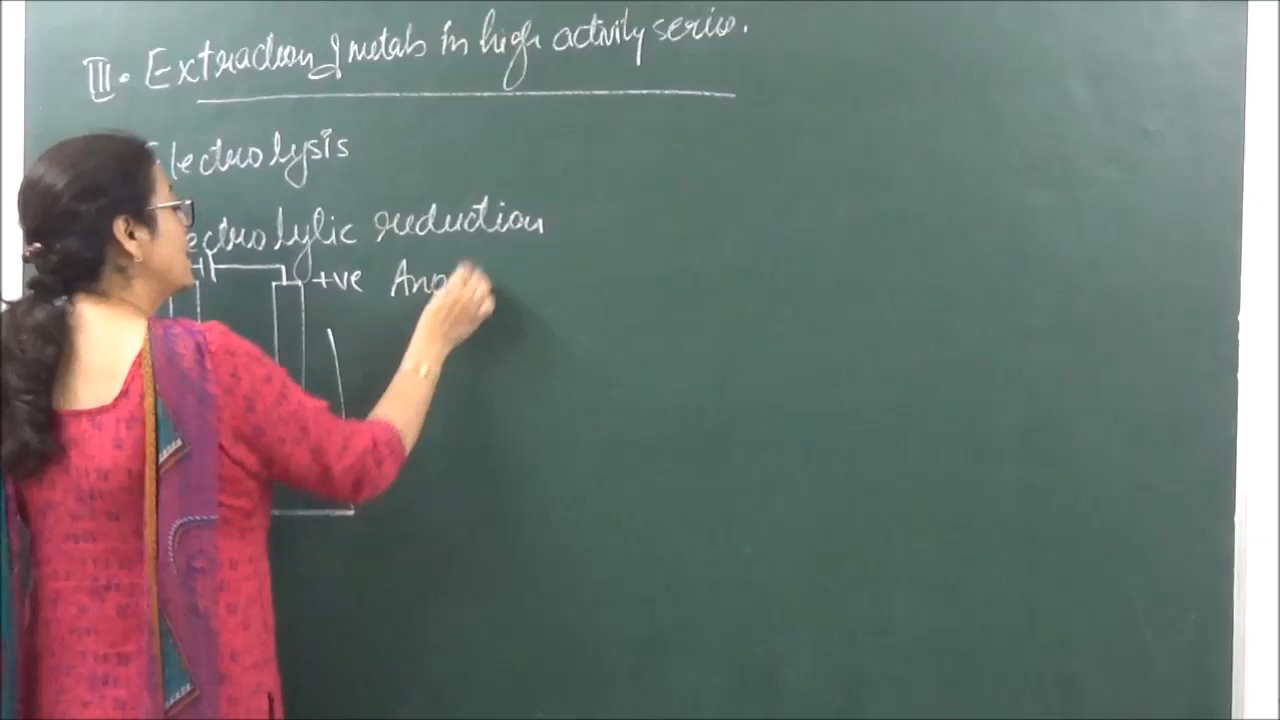 III. Extraction of metals in high activity series.
Electrolysis
Electrolytic reduction
+ve Ano